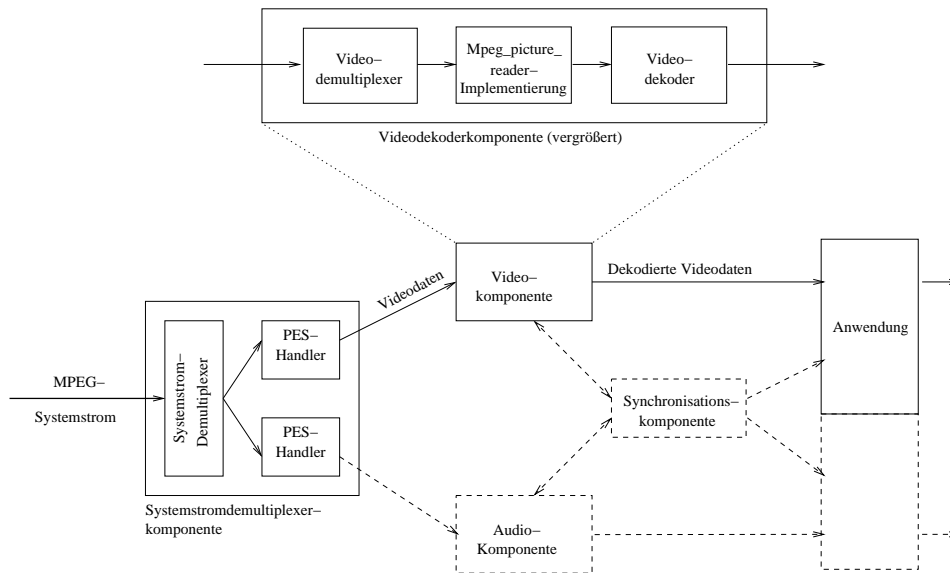 Video–
demultiplexer
Mpeg_picture_
reader–
Implementierung
Video–
dekoder
Videodekoderkomponente (vergrößert)
Video–
komponente
Videodaten
Dekodierte Videodaten
Anwendung
PES–
Handler
Systemstrom–
Demultiplexer
MPEG–
Systemstrom
PES–
Handler
Synchronisations–
komponente
Systemstromdemultiplexer–
komponente
Audio–
Komponente